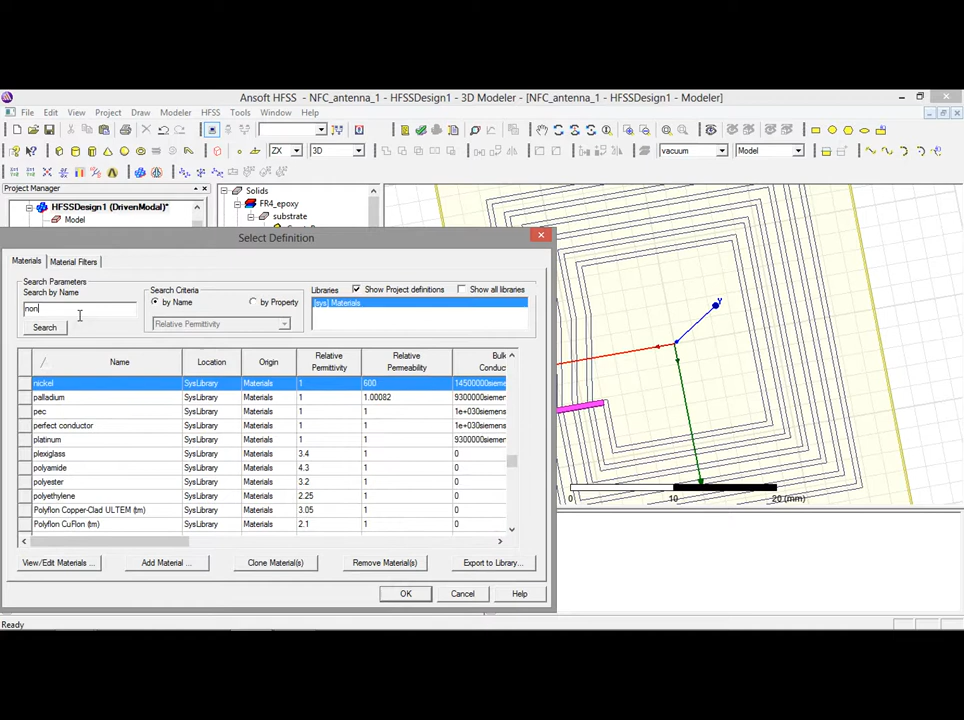 Ansoft HFSS - NFC_antenna_1 - HFSSDesign1 - 3D Modeler - [NFC_antenna_1 - HFSSDesign1 - Modeler]
File Edit View Project Draw Modeler HFSS Tools Window Help
ZX 3D vacuum Model
Project Manager
HFSSDesign1 (DrivenModal)*
Model
Solids
FR4_epoxy
substrate
Select Definition
Materials Material Filters
Search Parameters
Search by Name
non
Search
Search Criteria
by Name by Property
Relative Permittivity
Libraries Show Project definitions Show all libraries
[sys] Materials
/ Name Location Origin Relative Permittivity Relative Permeability Bulk Conduc
nickel SysLibrary Materials 1 600 14500000siemens
palladium SysLibrary Materials 1 1.00082 9300000siemens
pec SysLibrary Materials 1 1 1e+030siemens
perfect conductor SysLibrary Materials 1 1 1e+030siemens
platinum SysLibrary Materials 1 1 9300000siemens
plexiglass SysLibrary Materials 3.4 1 0
polyamide SysLibrary Materials 4.3 1 0
polyester SysLibrary Materials 3.2 1 0
polyethylene SysLibrary Materials 2.25 1 0
Polyflon Copper-Clad ULTEM (tm) SysLibrary Materials 3.05 1 0
Polyflon CuFlon (tm) SysLibrary Materials 2.1 1 0
View/Edit Materials ... Add Material ... Clone Material(s) Remove Material(s) Export to Library...
OK Cancel Help
Y
0 10 20 (mm)
Ready